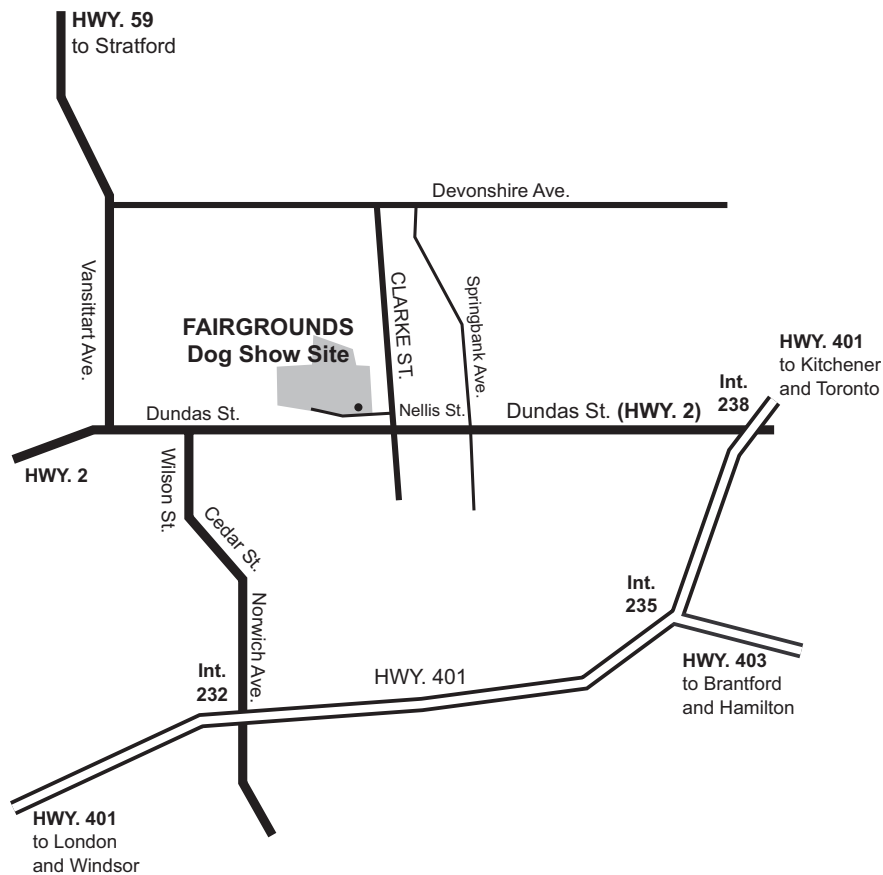 HWY. 59
to Stratford
Devonshire Ave.
Vansittart Ave.
CLARKE ST.
Springbank Ave.
FAIRGROUNDS
Dog Show Site
HWY. 401
to Kitchener
and Toronto
Int.
238
Dundas St.
Nellis St.
Dundas St. (HWY. 2)
HWY. 2
Wilson St.
Cedar St.
Norwich Ave.
Int.
235
Int.
232
HWY. 401
HWY. 403
to Brantford
and Hamilton
HWY. 401
to London
and Windsor